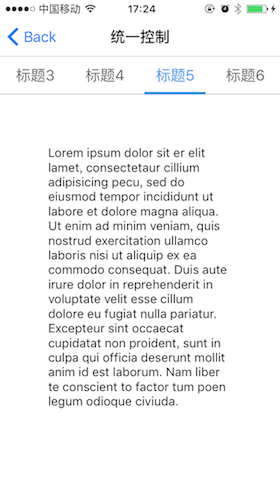 中国移动 17:24
Back 统一控制
标题3 标题4 标题5 标题6
Lorem ipsum dolor sit er elit
lamet, consectetaur cillium
adipisicing pecu, sed do
eiusmod tempor incididunt ut
labore et dolore magna aliqua.
Ut enim ad minim veniam, quis
nostrud exercitation ullamco
laboris nisi ut aliquip ex ea
commodo consequat. Duis aute
irure dolor in reprehenderit in
voluptate velit esse cillum
dolore eu fugiat nulla pariatur.
Excepteur sint occaecat
cupidatat non proident, sunt in
culpa qui officia deserunt mollit
anim id est laborum. Nam liber
te conscient to factor tum poen
legum odioque civiuda.